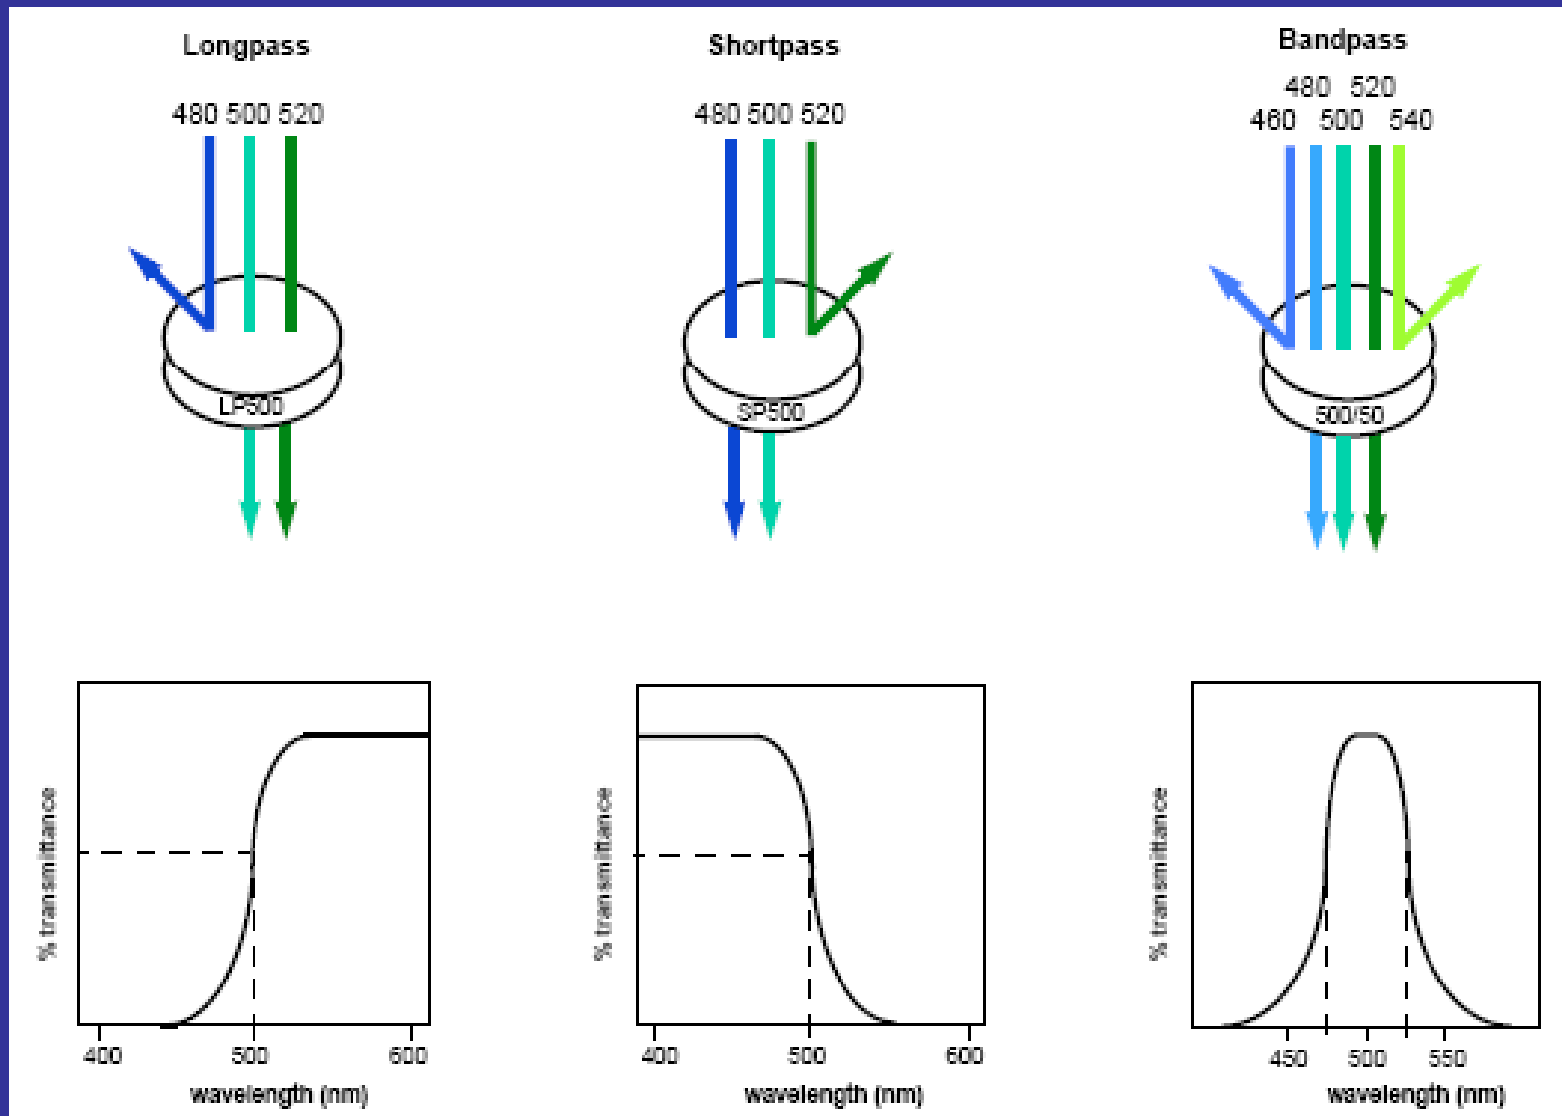 Longpass
480 500 520
LP500
% transmittance
400 500 600
wavelength (nm)
Shortpass
480 500 520
SP500
% transmittance
400 500 600
wavelength (nm)
Bandpass
480 520
460 500 540
500/50
% transmittance
450 500 550
wavelength (nm)